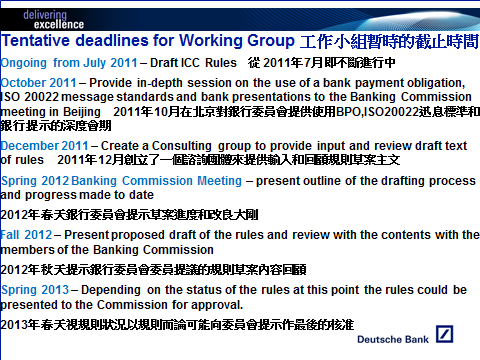 delivering
excellence
Tentative deadlines for Working Group 工作小組暫時的截止時間
Ongoing from July 2011 – Draft ICC Rules 從 2011年7月即不斷進行中
October 2011 – Provide in-depth session on the use of a bank payment obligation,
ISO 20022 message standards and bank presentations to the Banking Commission
meeting in Beijing 2011年10月在北京對銀行委員會提供使用BPO,ISO20022迅息標準和
銀行提示的深度會期
December 2011 – Create a Consulting group to provide input and review draft text
of rules 2011年12月創立了一個諮詢團體來提供輸入和回顧規則草案主文
Spring 2012 Banking Commission Meeting – present outline of the drafting process
and progress made to date
2012年春天銀行委員會提示草案進度和改良大剛
Fall 2012 – Present proposed draft of the rules and review with the contents with the
members of the Banking Commission
2012年秋天提示銀行委員會委員提議的規則草案內容回顧
Spring 2013 – Depending on the status of the rules at this point the rules could be
presented to the Commission for approval.
2013年春天視規則狀況以規則而論可能向委員會提示作最後的核准
Deutsche Bank